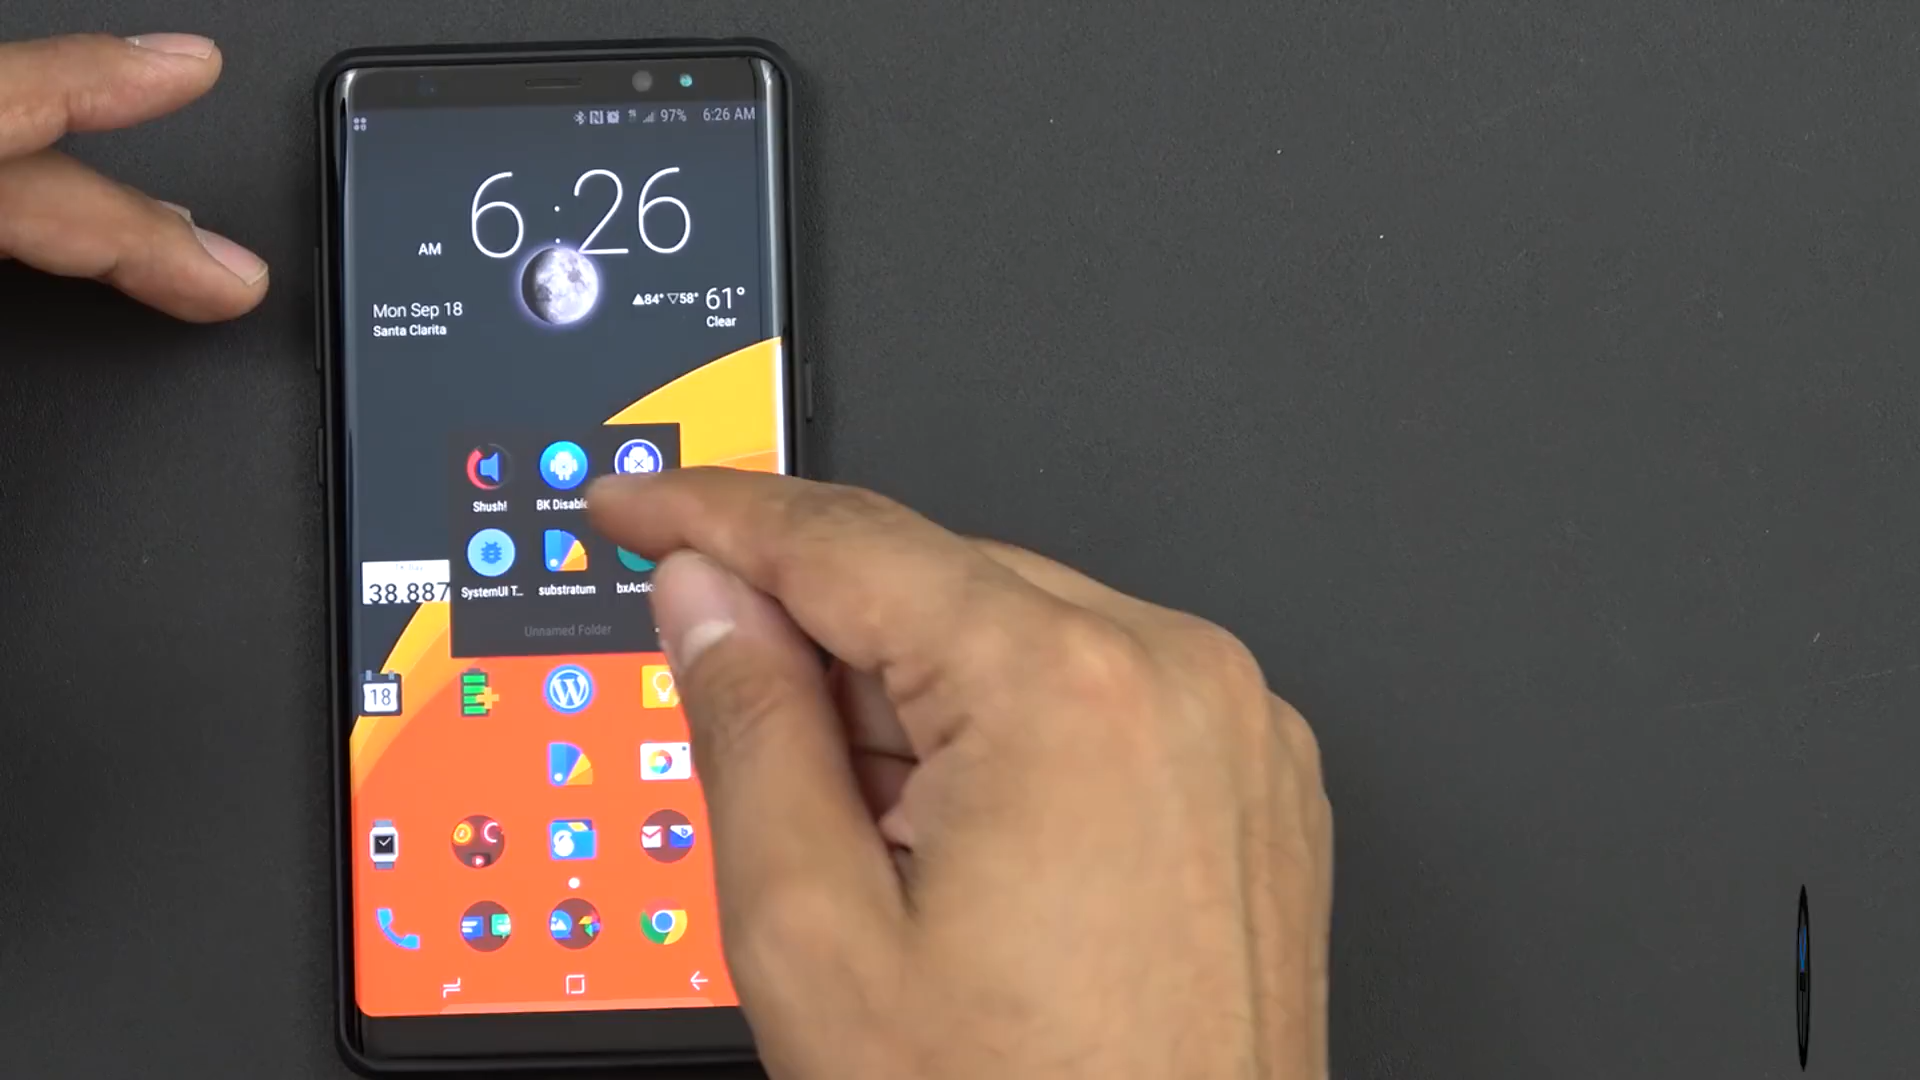 97% 6:26 AM
6:26
AM
Mon Sep 18
Santa Clarita
84° 58° 61°
Clear
Shush!
BK Disable
38.887
SystemUI T...
substratum
bxActio
Unnamed Folder
18